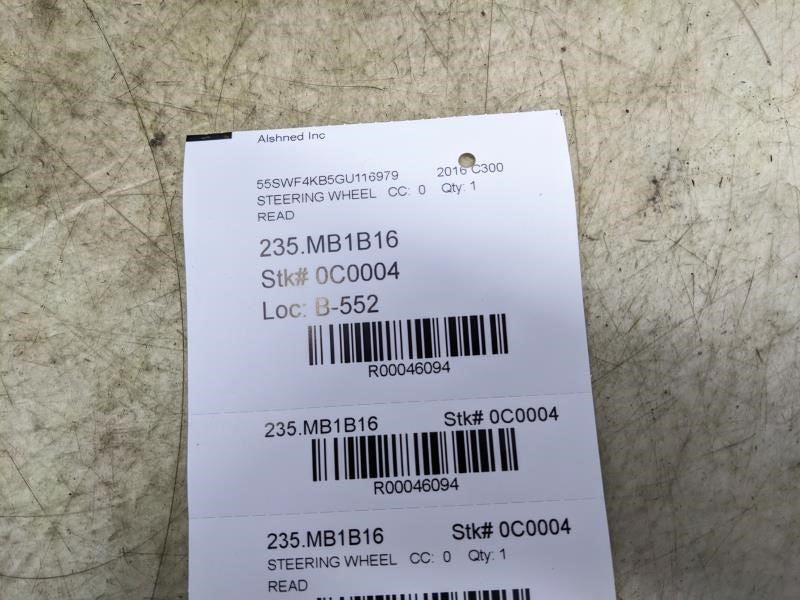 Alshned Inc
55SWF4KB5GU116979 2016 C300
STEERING WHEEL CC: 0 Qty: 1
READ
235.MB1B16
Stk# 0C0004
Loc: B-552
R00046094
235.MB1B16 Stk# 0C0004
R00046094
235.MB1B16 Stk# 0C0004
STEERING WHEEL CC: 0 Qty: 1
READ